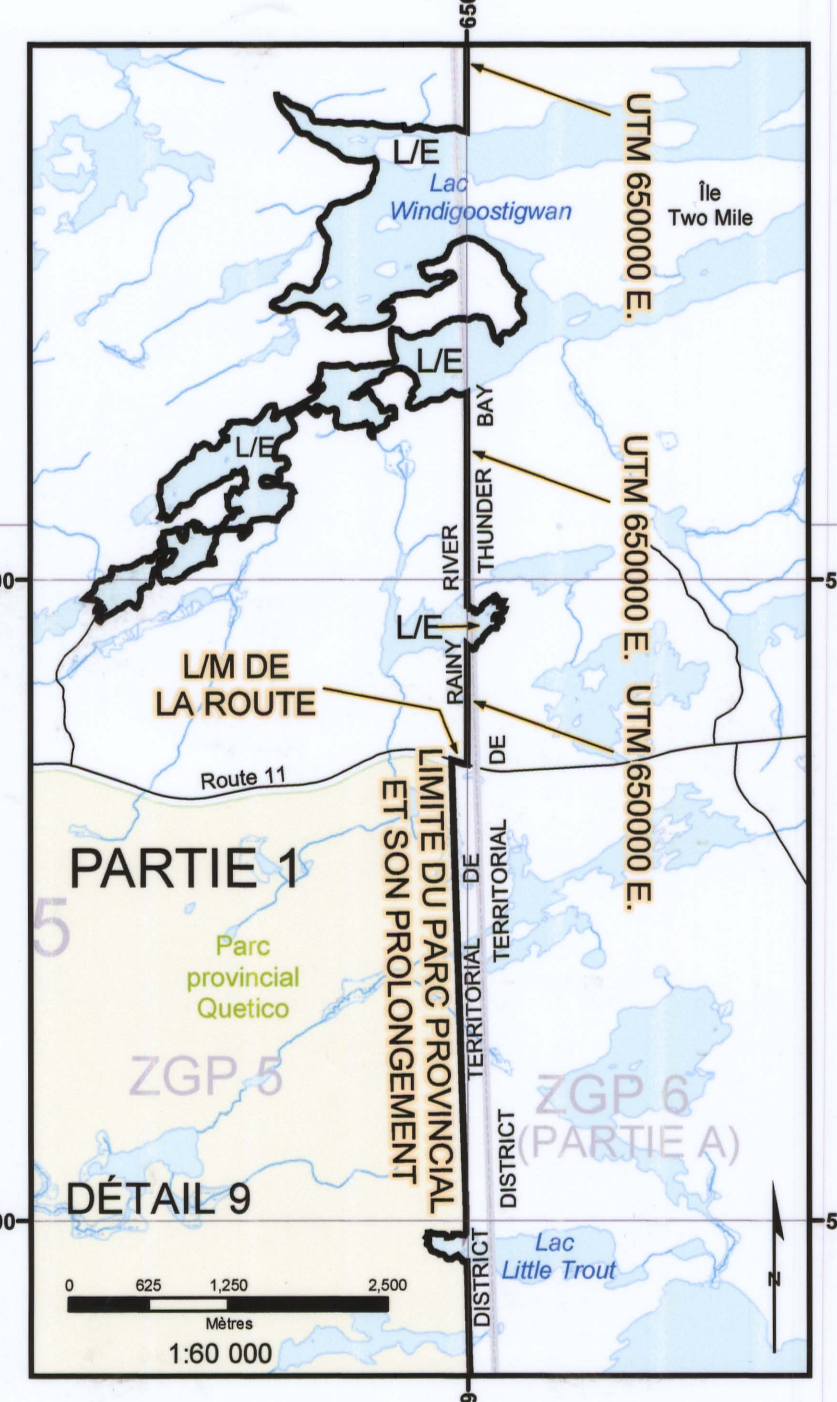 650
L/E
Lac
Windigoostigwan
Île
Two Mile
UTM 650000 E.
L/E
L/E
UTM 650000 E.
L/E
L/M DE
LA ROUTE
UTM 650000 E.
Route 11
DISTRICT TERRITORIAL DE RAINY RIVER
DISTRICT TERRITORIAL DE THUNDER BAY
LIMITE DU PARC PROVINCIAL
ET SON PROLONGEMENT
PARTIE 1
5
Parc
provincial
Quetico
ZGP 5
ZGP 6
(PARTIE A)
DÉTAIL 9
Lac
Little Trout
0 625 1,250 2,500
Mètres
1:60 000
N